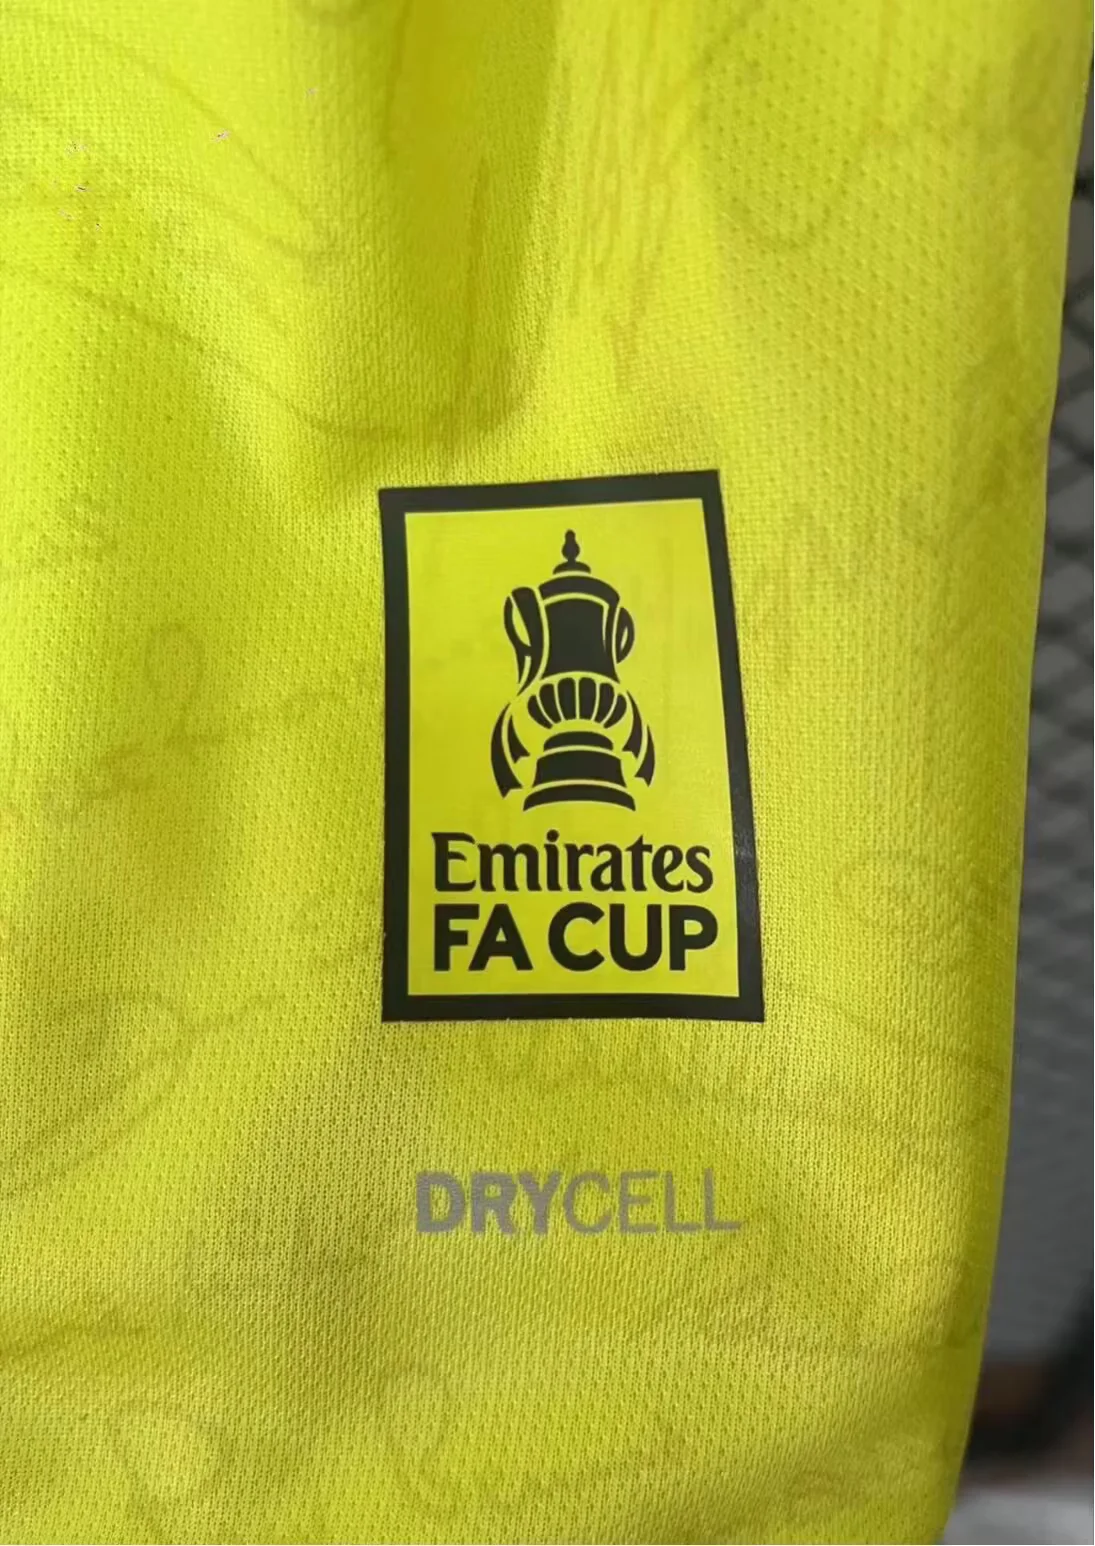 Emirates
FA CUP
DRYCELL